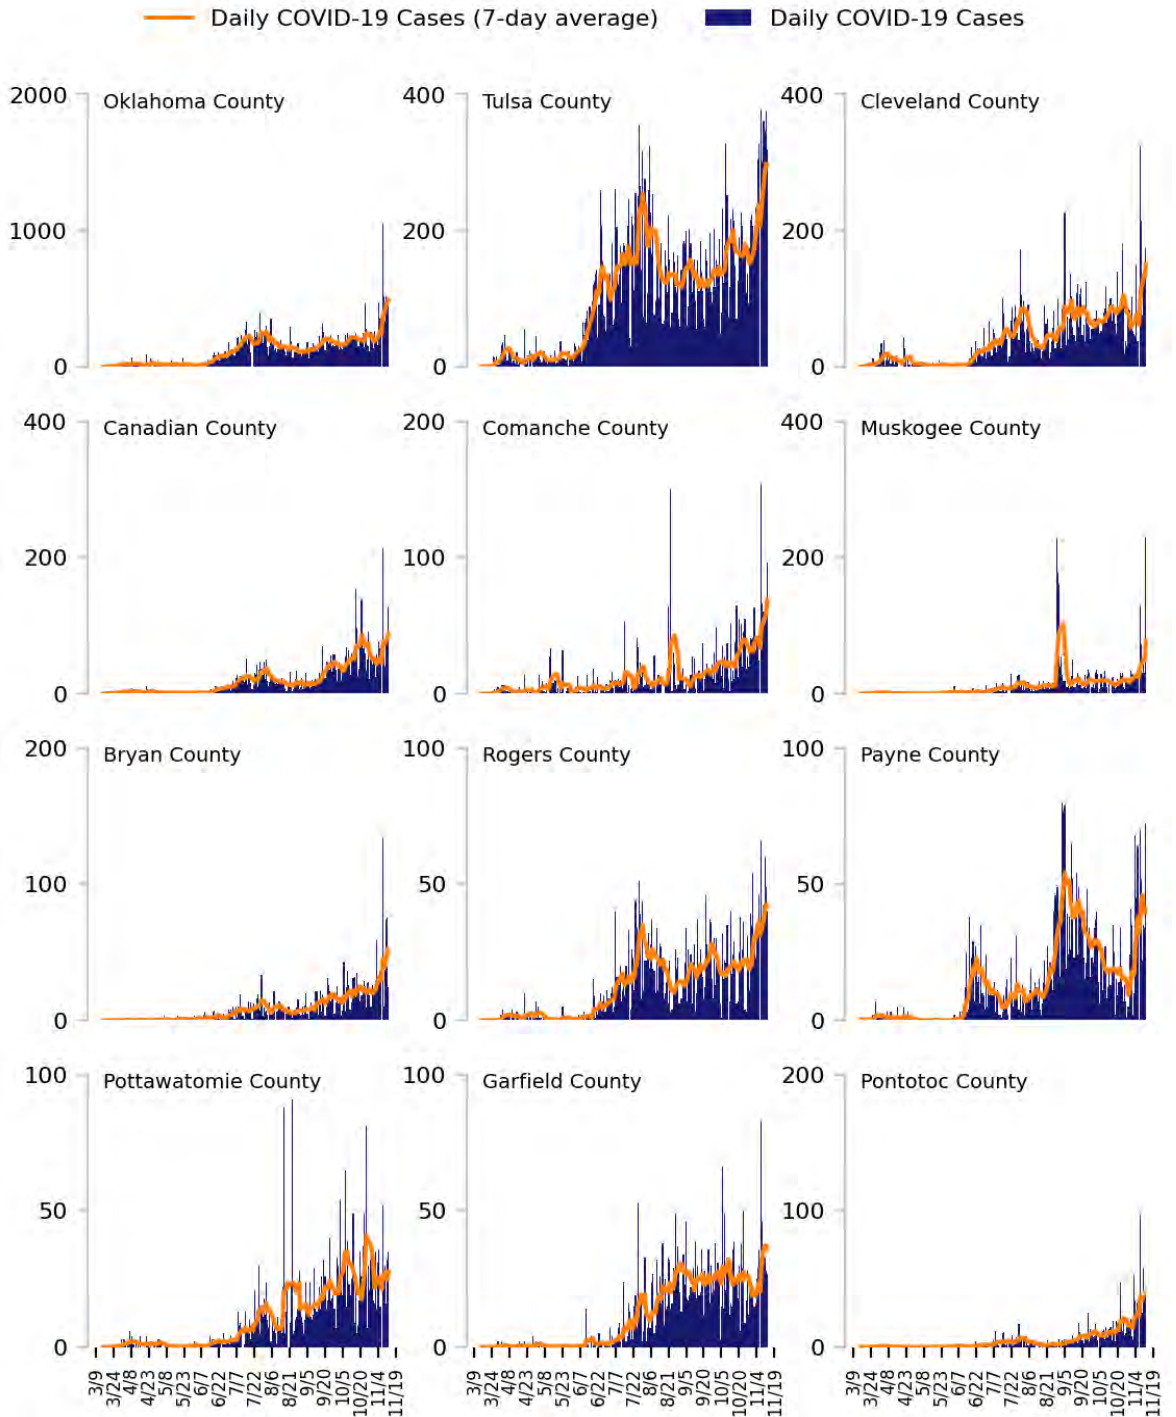 Daily COVID-19 Cases (7-day average) Daily COVID-19 Cases
2000 Oklahoma County 400 Tulsa County 400 Cleveland County
1000 200 200
0 0 0
400 Canadian County 200 Comanche County 400 Muskogee County
200 100 200
0 0 0
200 Bryan County 100 Rogers County 100 Payne County
100 50 50
0 0 0
100 Pottawatomie County 100 Garfield County 200 Pontotoc County
50 50 100
0 0 0
3/9 3/24 4/8 4/23 5/8 5/23 6/7 6/22 7/7 7/22 8/6 8/21 9/5 9/20 10/5 10/20 11/4 11/19
3/9 3/24 4/8 4/23 5/8 5/23 6/7 6/22 7/7 7/22 8/6 8/21 9/5 9/20 10/5 10/20 11/4 11/19
3/9 3/24 4/8 4/23 5/8 5/23 6/7 6/22 7/7 7/22 8/6 8/21 9/5 9/20 10/5 10/20 11/4 11/19